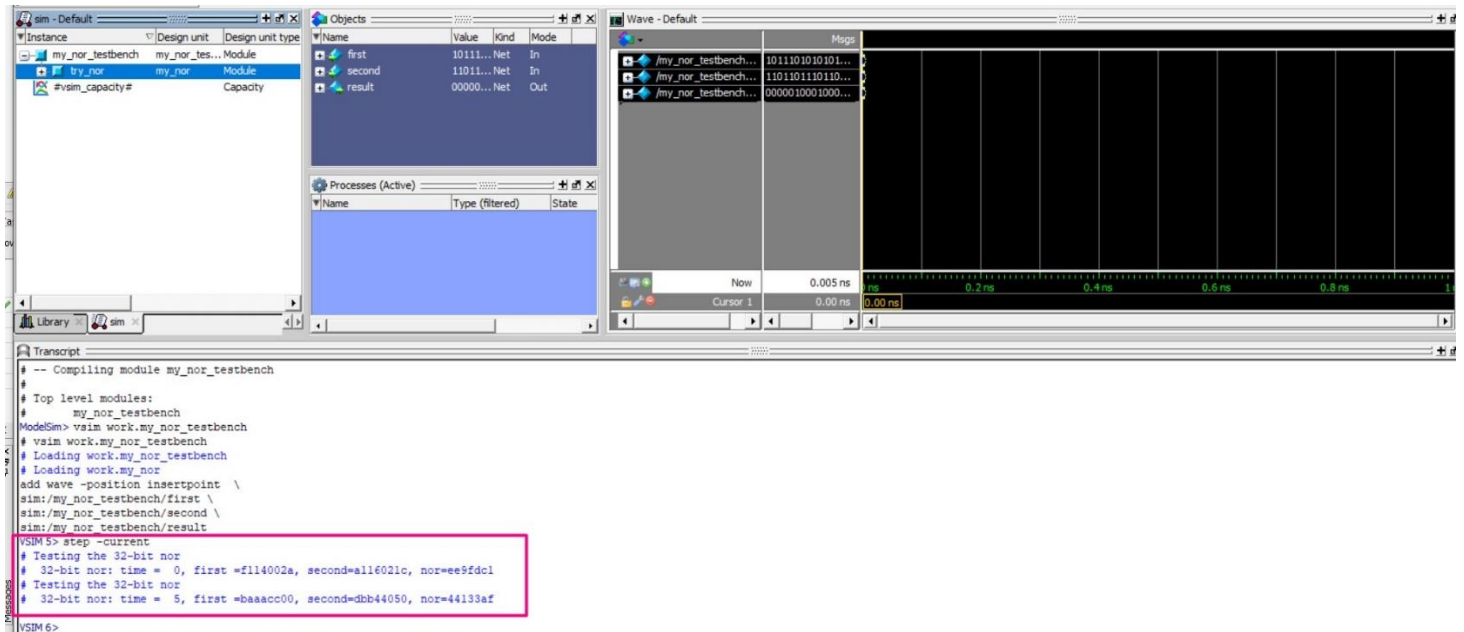 sim - Default
Instance Design unit Design unit type
my_nor_testbench my_nor_tes... Module
try_nor my_nor Module
#vsim_capacity# Capacity
Library sim
Objects
Name Value Kind Mode
first 10111... Net In
second 11011... Net In
result 00000... Net Out
Processes (Active)
Name Type (filtered) State
Wave - Default
Msgs
/my_nor_testbench... 1011101010101...
/my_nor_testbench... 1101101110110...
/my_nor_testbench... 0000010001000...
Now 0.005 ns
ns 0.2 ns 0.4 ns 0.6 ns 0.8 ns 1
Cursor 1 0.00 ns 0.00 ns
Transcript
# -- Compiling module my_nor_testbench
#
# Top level modules:
# my_nor_testbench
ModelSim> vsim work.my_nor_testbench
# vsim work.my_nor_testbench
# Loading work.my_nor_testbench
# Loading work.my_nor
add wave -position insertpoint \
sim:/my_nor_testbench/first \
sim:/my_nor_testbench/second \
sim:/my_nor_testbench/result
VSIM 5> step -current
# Testing the 32-bit nor
# 32-bit nor: time = 0, first =f114002a, second=a116021c, nor=ee9fdc1
# Testing the 32-bit nor
# 32-bit nor: time = 5, first =baaacc00, second=dbb44050, nor=44133af
VSIM 6>
Messages